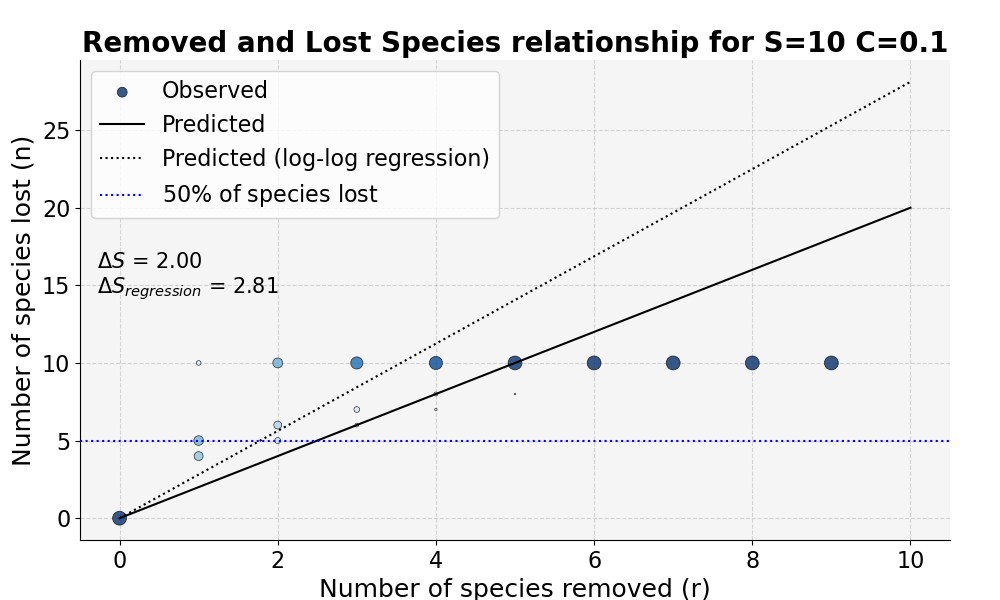 Removed and Lost Species relationship for S=10 C=0.1
Observed
Predicted
Predicted (log-log regression)
50% of species lost
ΔS = 2.00
ΔS_regression = 2.81
Number of species lost (n)
25
20
15
10
5
0
0 2 4 6 8 10
Number of species removed (r)